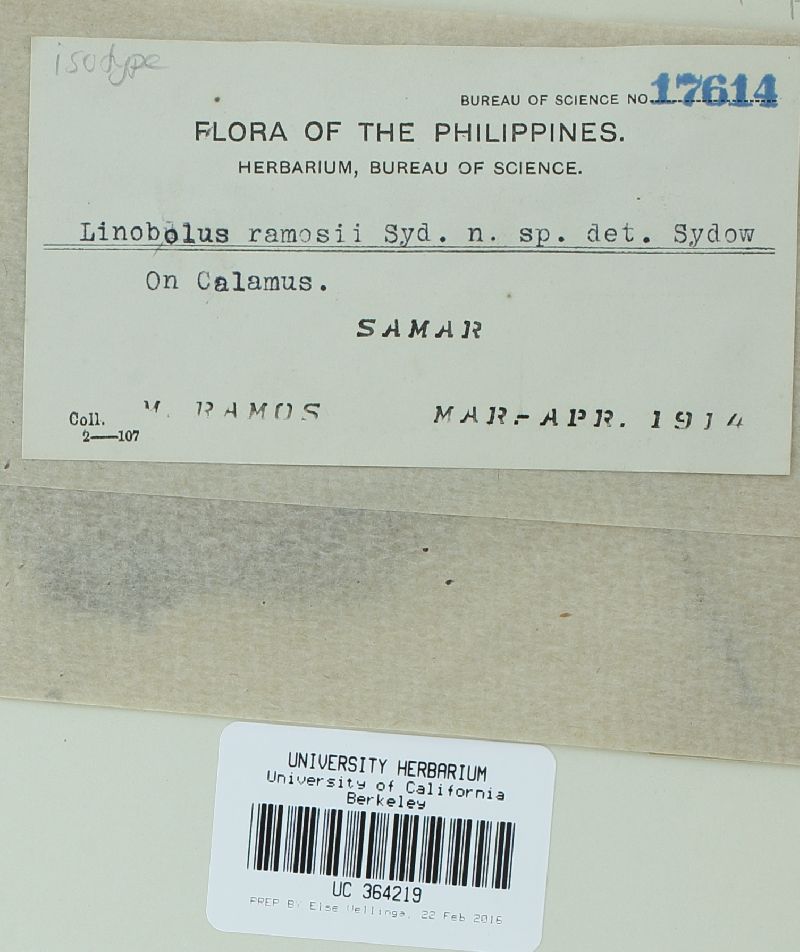 isotype
BUREAU OF SCIENCE NO. 17614
FLORA OF THE PHILIPPINES.
HERBARIUM, BUREAU OF SCIENCE.
Linobolus ramosii Syd. n. sp. det. Sydow
On Calamus.
SAMAR
Coll. M. RAMOS MAR.-APR. 1914
2—107
UNIVERSITY HERBARIUM
University of California
Berkeley
UC 364219
PREP BY Else Vellinga, 22 Feb 2016